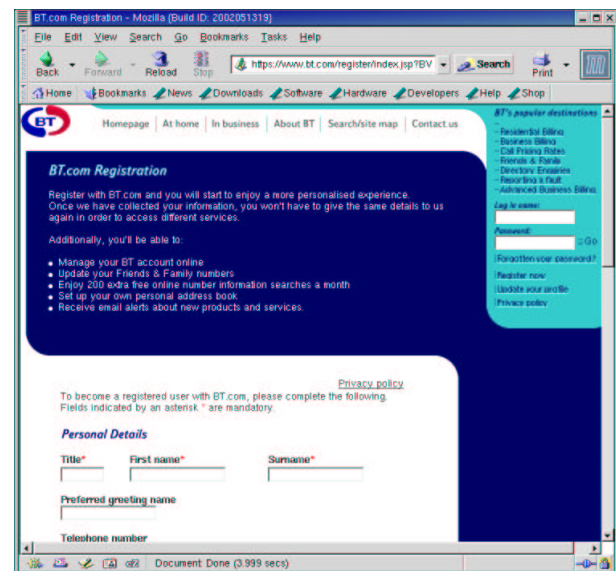 BT.com Registration - Mozilla {Build ID: 2002051319}
File Edit View Search Go Bookmarks Tasks Help
Back Forward Reload Stop https://www.bt.com/register/index.jsp?BV Search Print
Home Bookmarks News Downloads Software Hardware Developers Help Shop
BT Homepage At home In business About BT Search/site map Contact us
BT's popular destinations
- Residential Billing
- Business Billing
- Call Pricing Rates
- Friends & Family
- Directory Enquiries
- Reporting a fault
- Advanced Business Billing
Log in name:
Password:
Go
Forgotten your password?
Register now
Update your profile
Privacy policy
BT.com Registration
Register with BT.com and you will start to enjoy a more personalised experience.
Once we have collected your information, you won't have to give the same details to us
again in order to access different services.
Additionally, you'll be able to:
Manage your BT account online
Update your Friends & Family numbers
Enjoy 200 extra free online number information searches a month
Set up your own personal address book
Receive email alerts about new products and services.
Privacy policy
To become a registered user with BT.com, please complete the following.
Fields indicated by an asterisk * are mandatory.
Personal Details
Title* First name* Surname*
Preferred greeting name
Telephone number
Document: Done (3.999 secs)